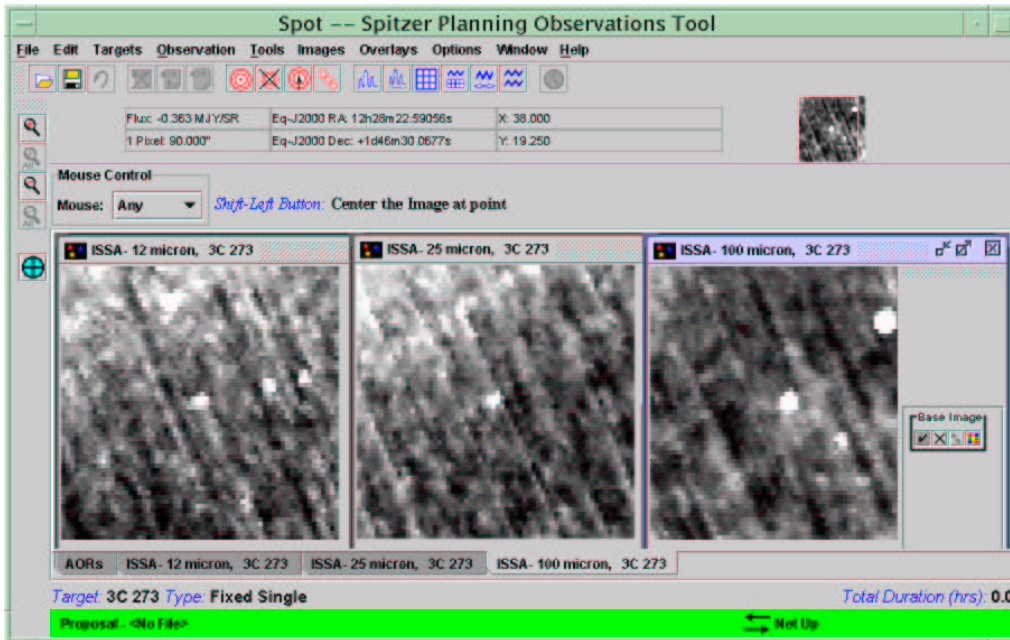 Spot -- Spitzer Planning Observations Tool
File Edit Targets Observation Tools Images Overlays Options Window Help
Flux: -0.363 MJY/SR Eq-J2000 RA: 12h28m22.59056s X: 38.000
1 Pixel: 90.000" Eq-J2000 Dec: +1d46m30.0677s Y: 19.250
All
All
Mouse Control
Mouse: Any Shift-Left Button: Center the Image at point
ISSA- 12 micron, 3C 273 ISSA- 25 micron, 3C 273 ISSA- 100 micron, 3C 273
Base Image
AORs ISSA- 12 micron, 3C 273 ISSA- 25 micron, 3C 273 ISSA- 100 micron, 3C 273
Target: 3C 273 Type: Fixed Single Total Duration (hrs): 0.0
Proposal - <No File> Net Up